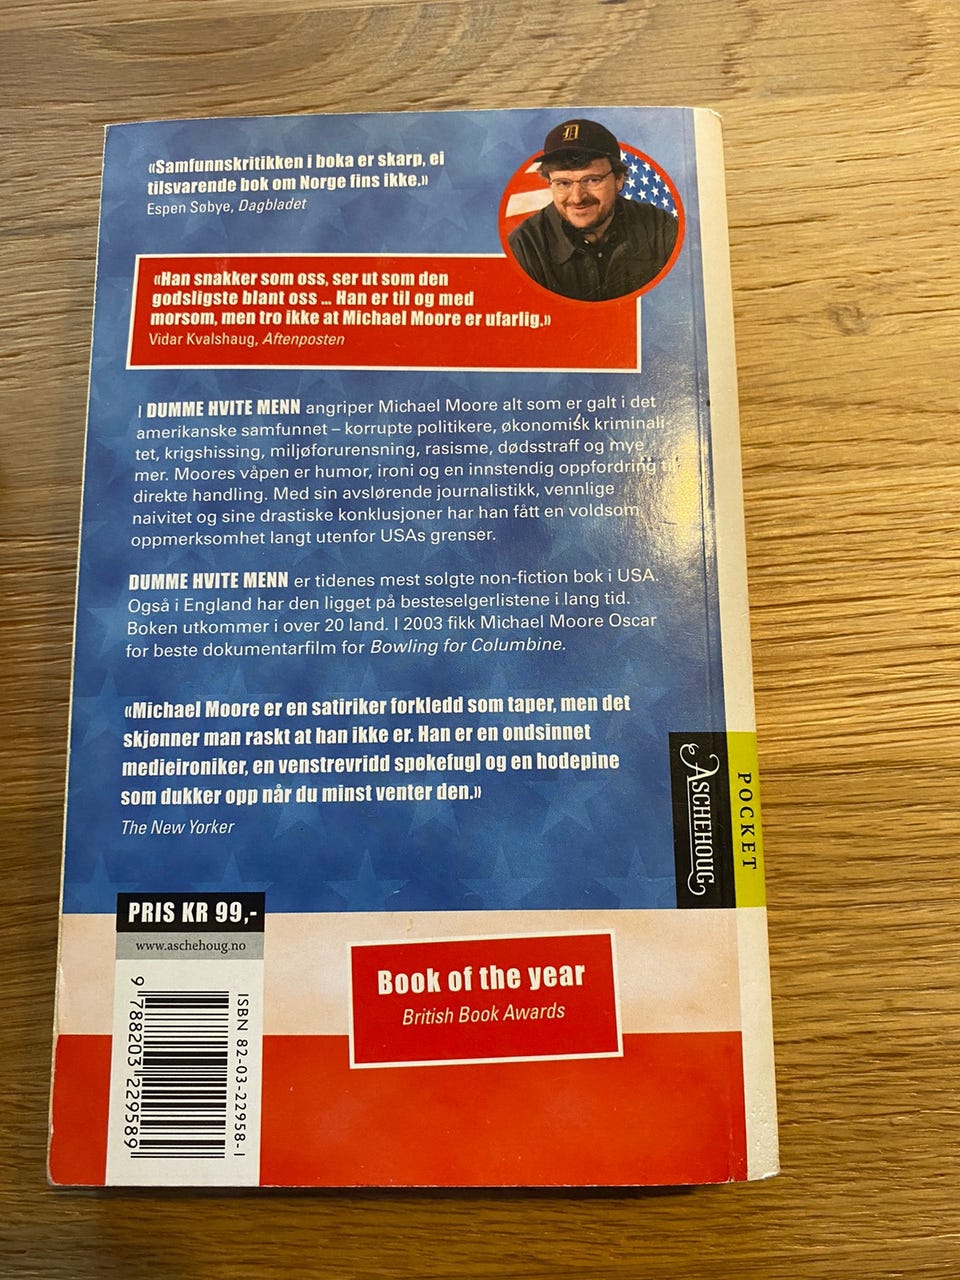 «Samfunnskritikken i boka er skarp, ei
tilsvarende bok om Norge fins ikke.»
Espen Søbye, Dagbladet
D
«Han snakker som oss, ser ut som den
godsligste blant oss ... Han er til og med
morsom, men tro ikke at Michael Moore er ufarlig.»
Vidar Kvalshaug, Aftenposten
I DUMME HVITE MENN angriper Michael Moore alt som er galt i det
amerikanske samfunnet – korrupte politikere, økonomisk kriminali-
tet, krigshissing, miljøforurensning, rasisme, dødsstraff og mye
mer. Moores våpen er humor, ironi og en innstendig oppfordring til
direkte handling. Med sin avslørende journalistikk, vennlige
naivitet og sine drastiske konklusjoner har han fått en voldsom
oppmerksomhet langt utenfor USAs grenser.
DUMME HVITE MENN er tidenes mest solgte non-fiction bok i USA.
Også i England har den ligget på besteselgerlistene i lang tid.
Boken utkommer i over 20 land. I 2003 fikk Michael Moore Oscar
for beste dokumentarfilm for Bowling for Columbine.
«Michael Moore er en satiriker forkledd som taper, men det
skjønner man raskt at han ikke er. Han er en ondsinnet
medieironiker, en venstrevridd spøkefugl og en hodepine
som dukker opp når du minst venter den.»
The New Yorker
ASCHEHOUG
POCKET
PRIS KR 99,-
www.aschehoug.no
ISBN 82-03-22958-1
9 788203 229589
Book of the year
British Book Awards